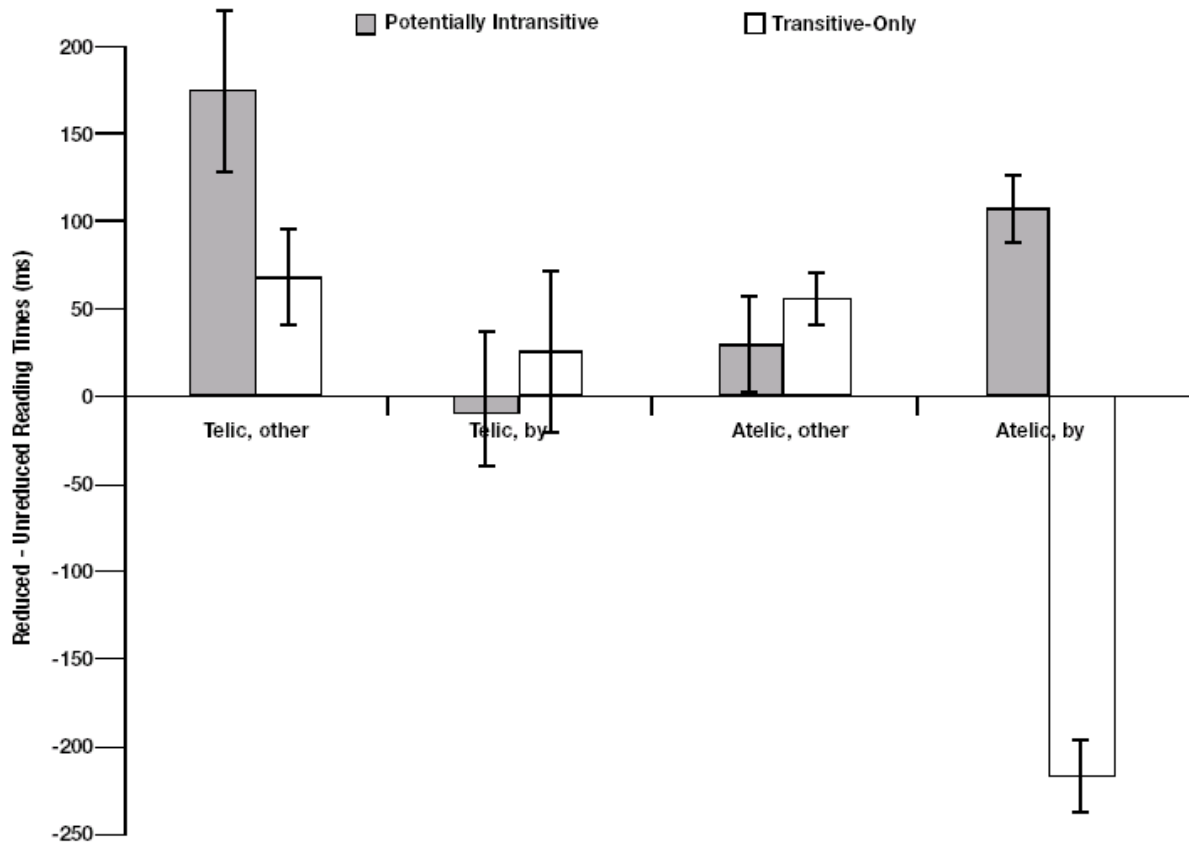 Potentially Intransitive
Transitive-Only
Reduced - Unreduced Reading Times (ms)
200
150
100
50
0
-50
-100
-150
-200
-250
Telic, other
Telic, by
Atelic, other
Atelic, by